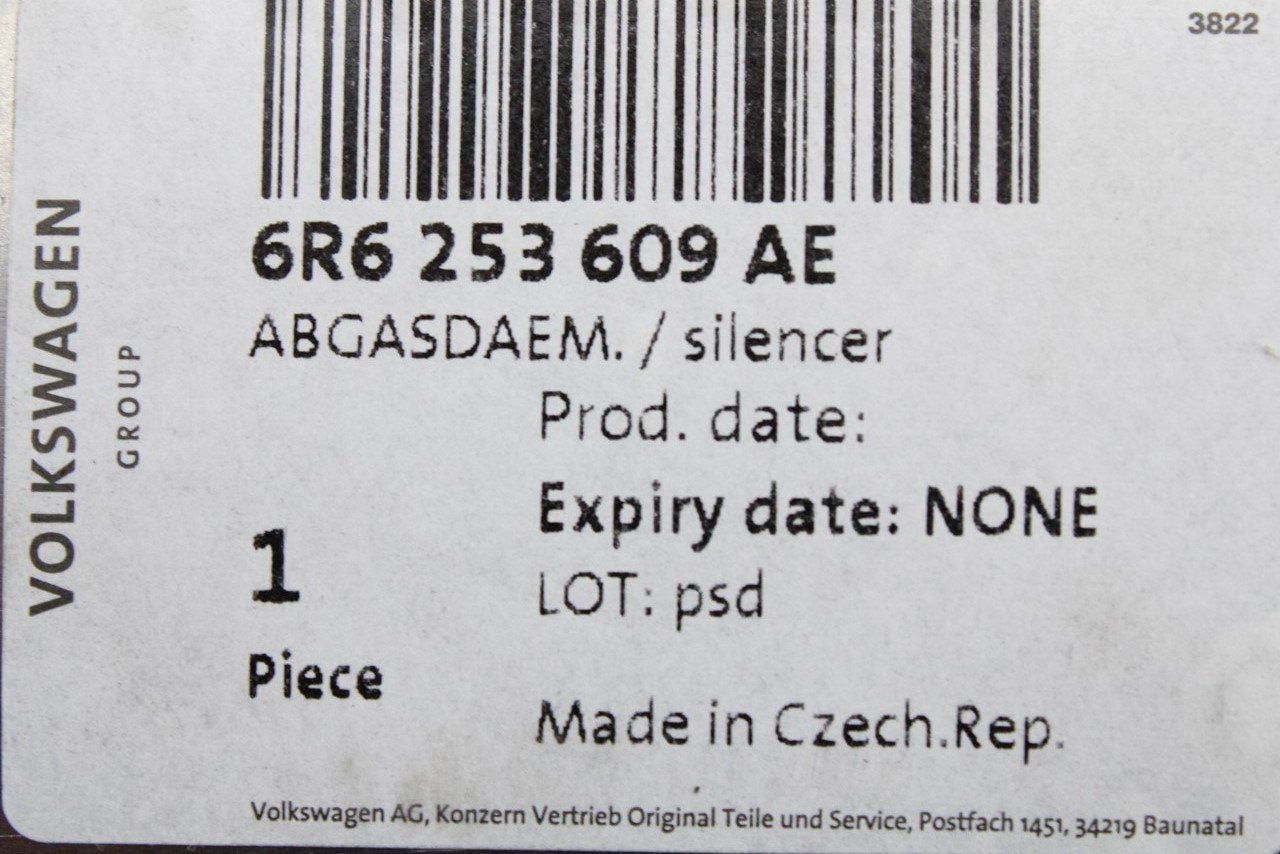 3822
6R6 253 609 AE
ABGASDAEM. / silencer
Prod. date:
Expiry date: NONE
LOT: psd
1
Piece
Made in Czech.Rep.
Volkswagen AG, Konzern Vertrieb Original Teile und Service, Postfach 1451, 34219 Baunatal
VOLKSWAGEN
GROUP